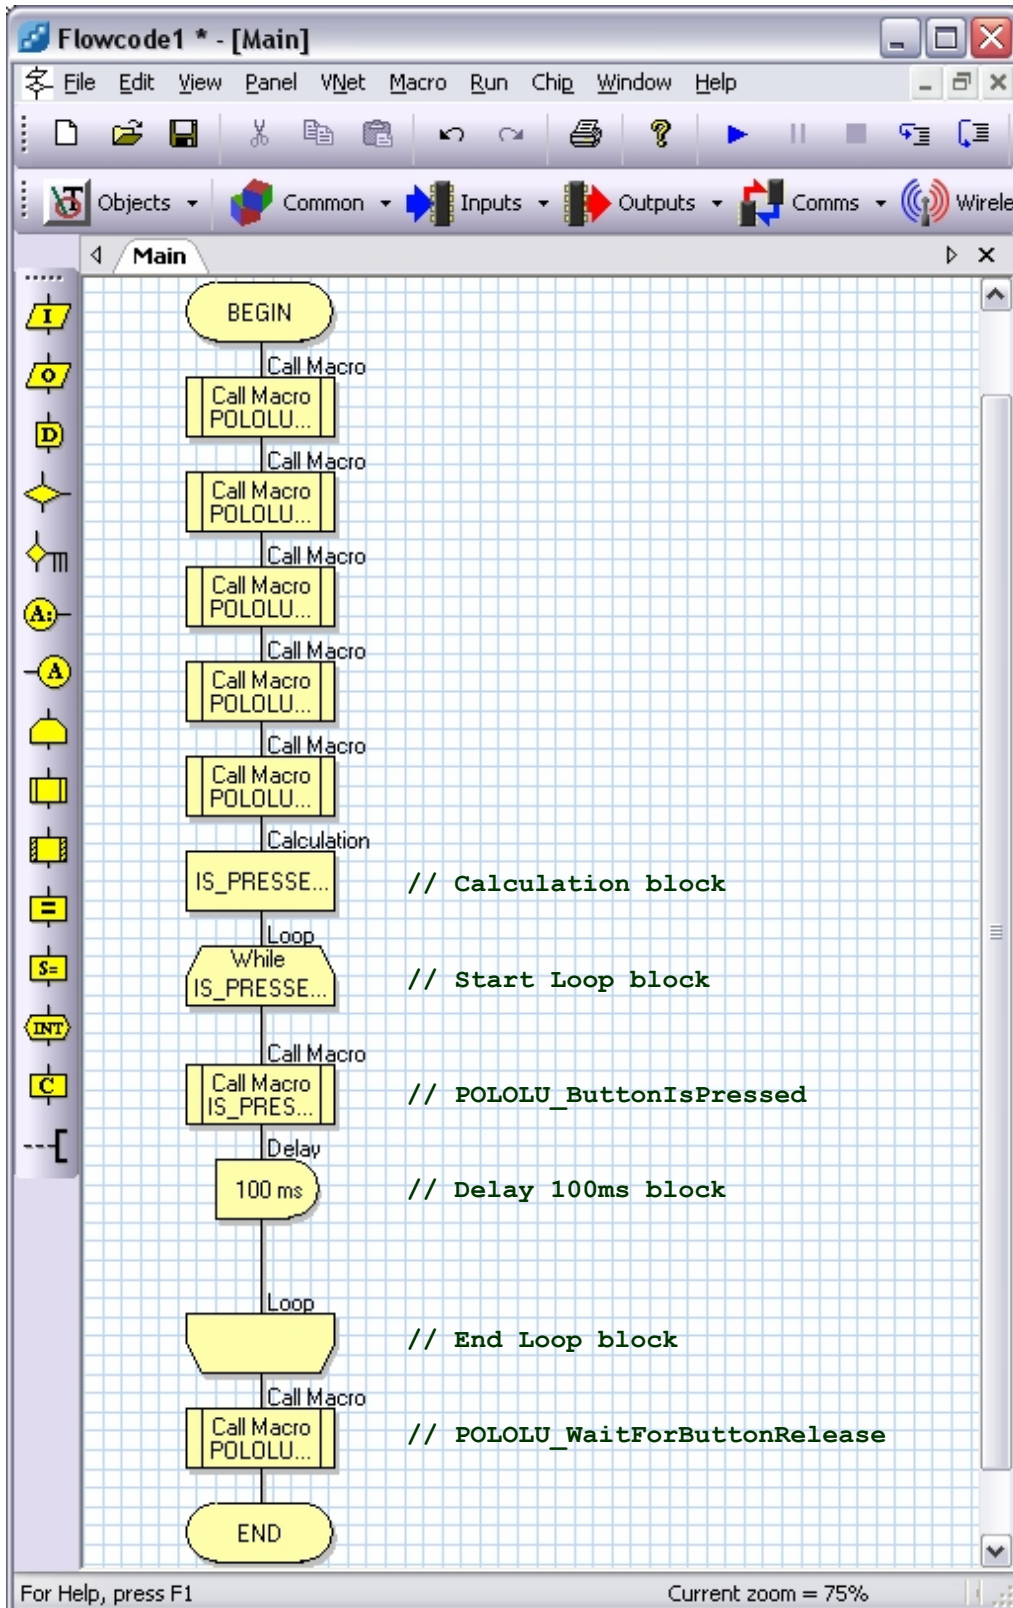 Flowcode1 * - [Main]
File Edit View Panel VNet Macro Run Chip Window Help
Objects Common Inputs Outputs Comms Wirele
Main
BEGIN
Call Macro
Call Macro
POLOLU...
Call Macro
Call Macro
POLOLU...
Call Macro
Call Macro
POLOLU...
Call Macro
Call Macro
POLOLU...
Call Macro
Call Macro
POLOLU...
Calculation
IS_PRESSE... // Calculation block
Loop
While
IS_PRESSE... // Start Loop block
Call Macro
Call Macro
IS_PRES... // POLOLU_ButtonIsPressed
Delay
100 ms // Delay 100ms block
Loop
// End Loop block
Call Macro
Call Macro
POLOLU... // POLOLU_WaitForButtonRelease
END
I
O
D
A:
A
=
S=
INT
C
For Help, press F1 Current zoom = 75%